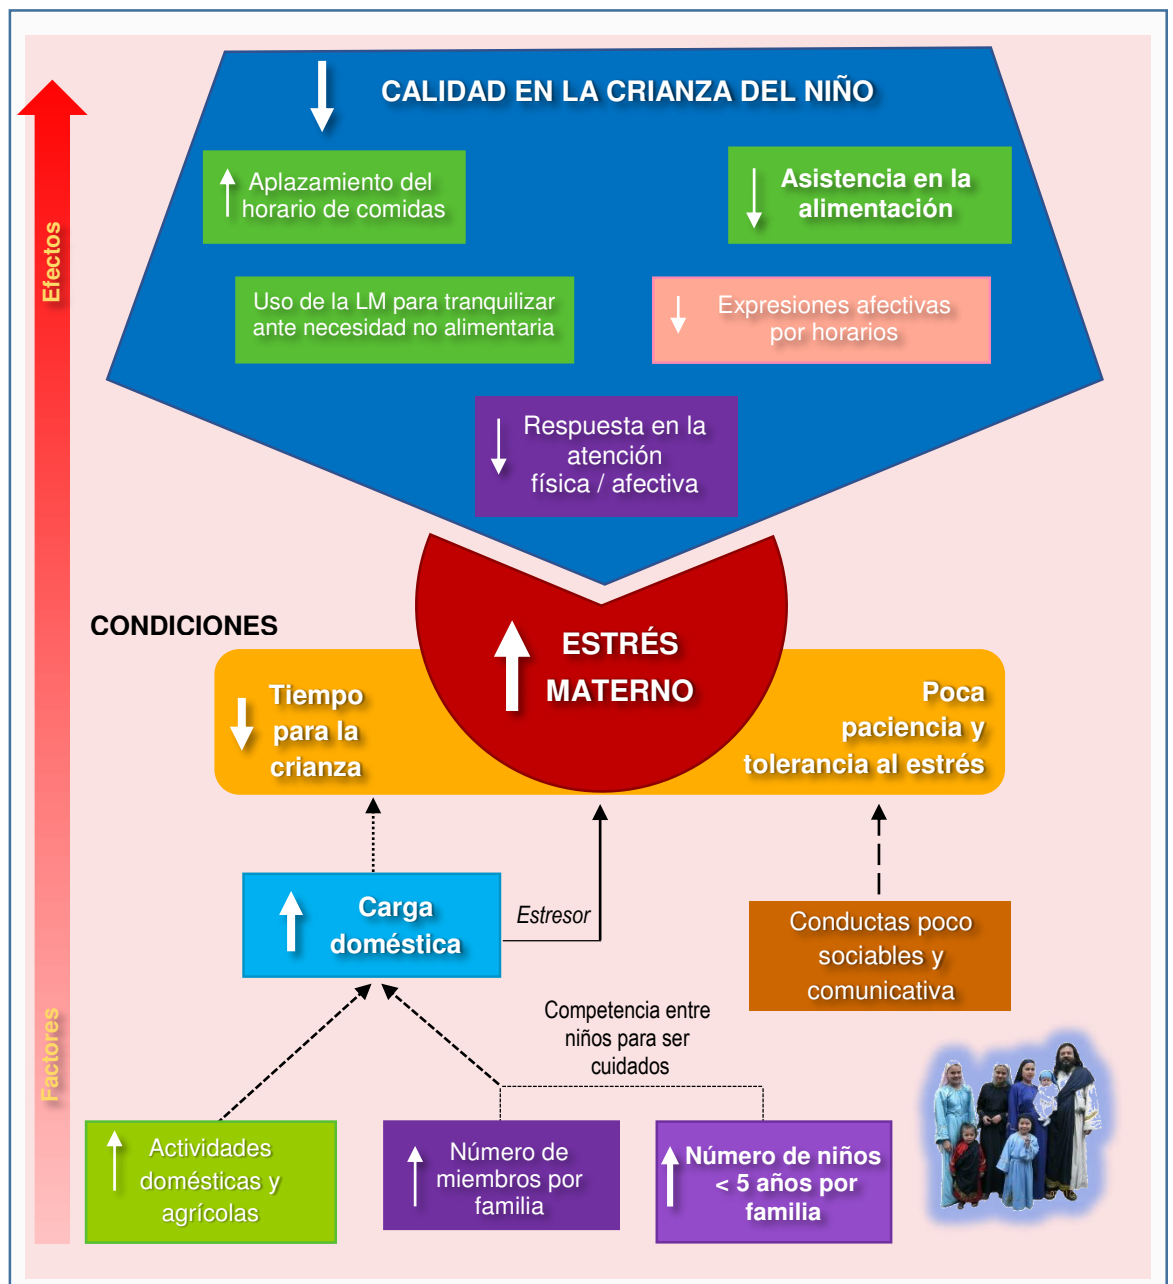 CALIDAD EN LA CRIANZA DEL NIÑO
Aplazamiento del
horario de comidas
Asistencia en la
alimentación
Uso de la LM para tranquilizar
ante necesidad no alimentaria
Expresiones afectivas
por horarios
Respuesta en la
atención
física / afectiva
Efectos
CONDICIONES
ESTRÉS
MATERNO
Tiempo
para la
crianza
Poca
paciencia y
tolerancia al estrés
Carga
doméstica
Estresor
Conductas poco
sociables y
comunicativa
Competencia entre
niños para ser
cuidados
Factores
Actividades
domésticas y
agrícolas
Número de
miembros por
familia
Número de niños
< 5 años por
familia